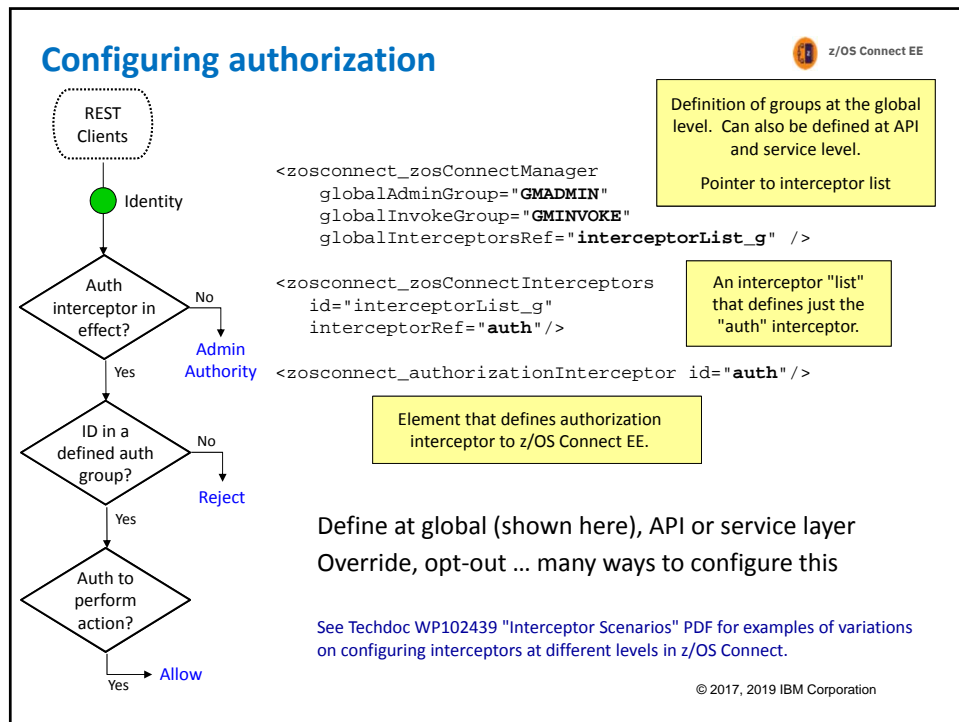 Configuring authorization
z/OS Connect EE
REST
Clients
Identity
Auth
interceptor in
effect?
No
Admin
Authority
Yes
ID in a
defined auth
group?
No
Reject
Yes
Auth to
perform
action?
Yes
Allow
<zosconnect_zosConnectManager
globalAdminGroup="GMADMIN"
globalInvokeGroup="GMINVOKE"
globalInterceptorsRef="interceptorList_g" />
Definition of groups at the global
level. Can also be defined at API
and service level.
Pointer to interceptor list
<zosconnect_zosConnectInterceptors
id="interceptorList_g"
interceptorRef="auth"/>
An interceptor "list"
that defines just the
"auth" interceptor.
<zosconnect_authorizationInterceptor id="auth"/>
Element that defines authorization
interceptor to z/OS Connect EE.
Define at global (shown here), API or service layer
Override, opt-out … many ways to configure this
See Techdoc WP102439 "Interceptor Scenarios" PDF for examples of variations
on configuring interceptors at different levels in z/OS Connect.
© 2017, 2019 IBM Corporation